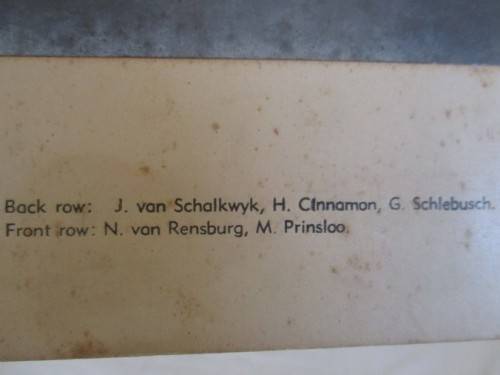 Back row: J. van Schalkwyk, H. Cinnamon, G. Schlebusch.
Front row: N. van Rensburg, M. Prinsloo.